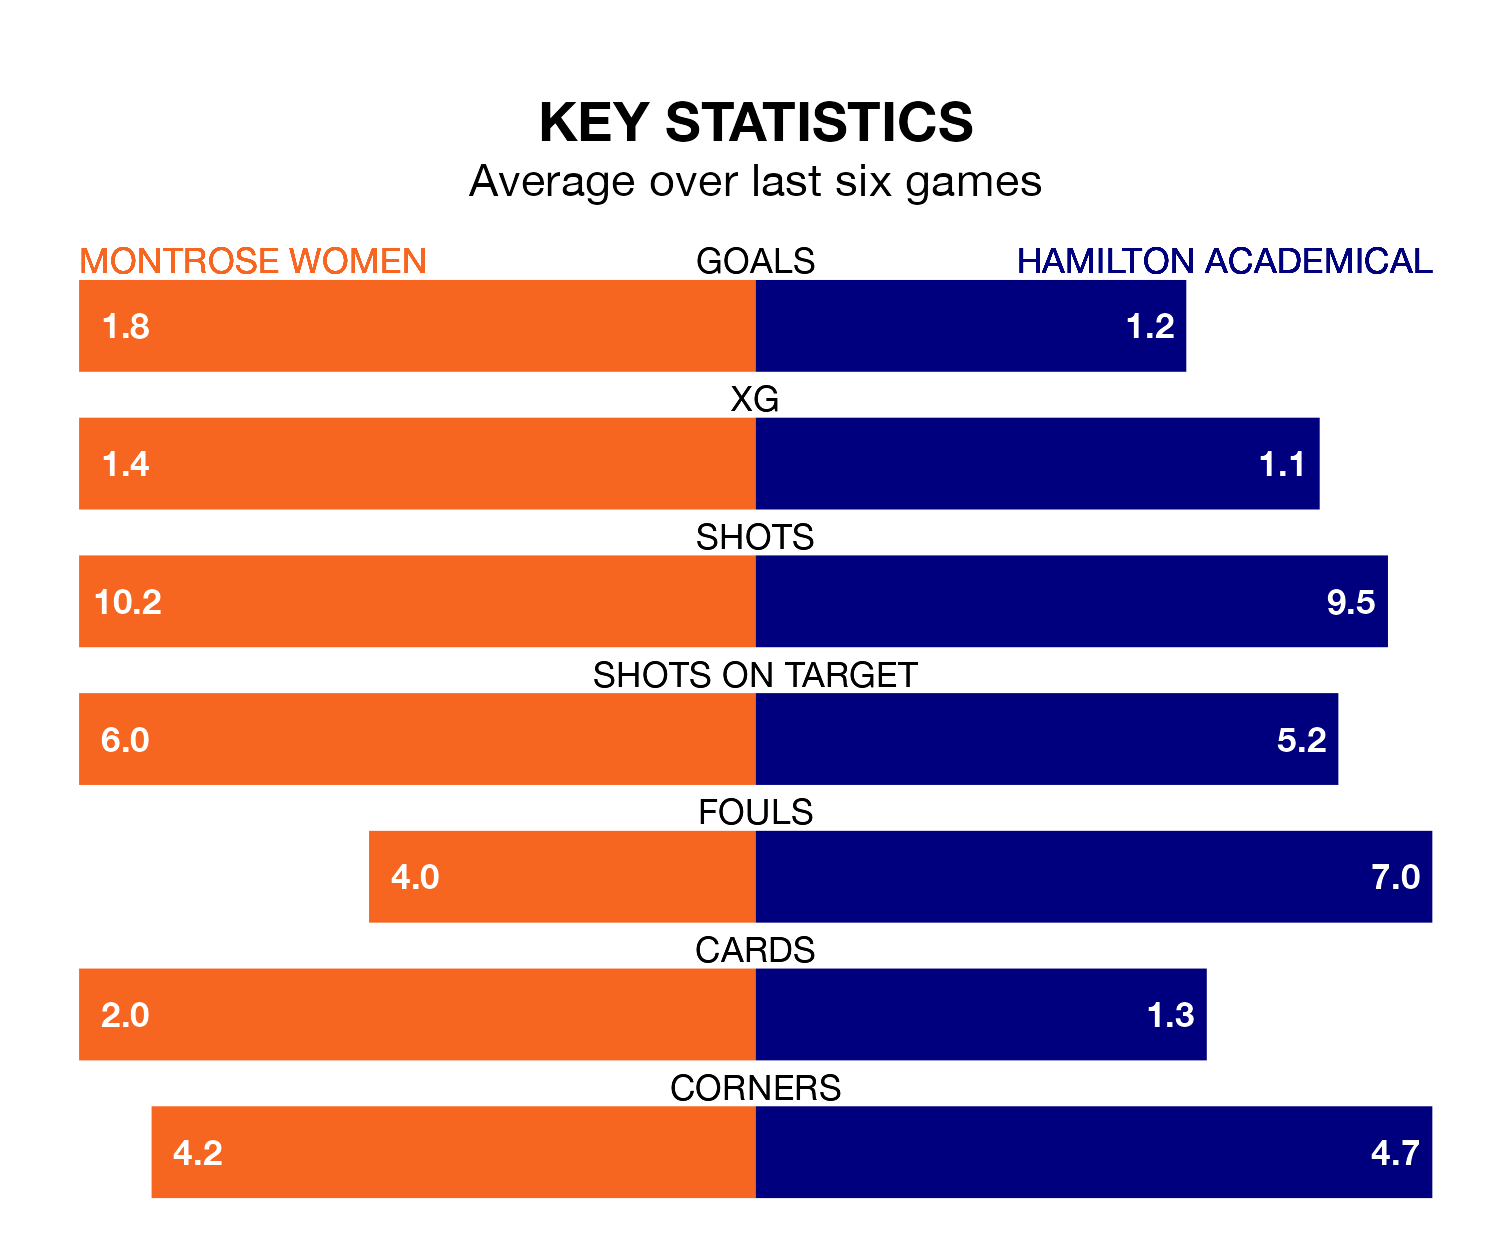 KEY STATISTICS
Average over last six games
MONTROSE WOMEN GOALS HAMILTON ACADEMICAL
1.8 1.2
XG
1.4 1.1
SHOTS
10.2 9.5
SHOTS ON TARGET
6.0 5.2
FOULS
4.0 7.0
CARDS
2.0 1.3
CORNERS
4.2 4.7